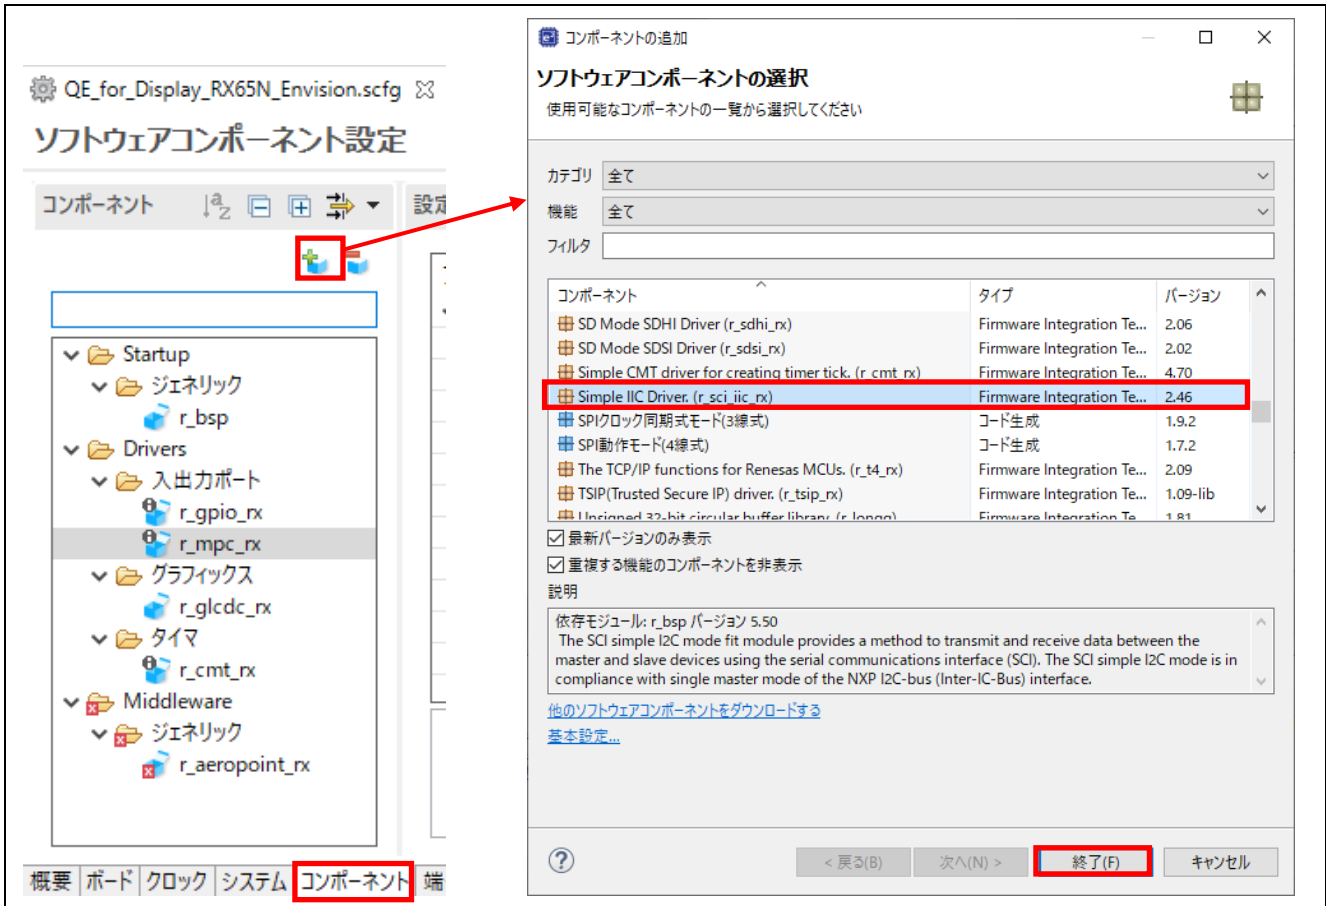 QE_for_Display_RX65N_Envision.scfg
ソフトウェアコンポーネント設定
コンポーネント
設定
Startup
ジェネリック
r_bsp
Drivers
入出力ポート
r_gpio_rx
r_mpc_rx
グラフィックス
r_glcdc_rx
タイマ
r_cmt_rx
Middleware
ジェネリック
r_aeropoint_rx
概要 ボード クロック システム コンポーネント 端
コンポーネントの追加
ソフトウェアコンポーネントの選択
使用可能なコンポーネントの一覧から選択してください
カテゴリ 全て
機能 全て
フィルタ
コンポーネント タイプ バージョン
SD Mode SDHI Driver (r_sdhi_rx) Firmware Integration Te... 2.06
SD Mode SDSI Driver (r_sdsi_rx) Firmware Integration Te... 2.02
Simple CMT driver for creating timer tick. (r_cmt_rx) Firmware Integration Te... 4.70
Simple IIC Driver. (r_sci_iic_rx) Firmware Integration Te... 2.46
SPIクロック同期式モード(3線式) コード生成 1.9.2
SPI動作モード(4線式) コード生成 1.7.2
The TCP/IP functions for Renesas MCUs. (r_t4_rx) Firmware Integration Te... 2.09
TSIP(Trusted Secure IP) driver. (r_tsip_rx) Firmware Integration Te... 1.09-lib
Unsigned 32-bit circular buffer library. (r_longq) Firmware Integration Te... 1.81
最新バージョンのみ表示
重複する機能のコンポーネントを非表示
説明
依存モジュール: r_bsp バージョン 5.50
The SCI simple I2C mode fit module provides a method to transmit and receive data between the
master and slave devices using the serial communications interface (SCI). The SCI simple I2C mode is in
compliance with single master mode of the NXP I2C-bus (Inter-IC-Bus) interface.
他のソフトウェアコンポーネントをダウンロードする
基本設定...
< 戻る(B) 次へ(N) > 終了(F) キャンセル